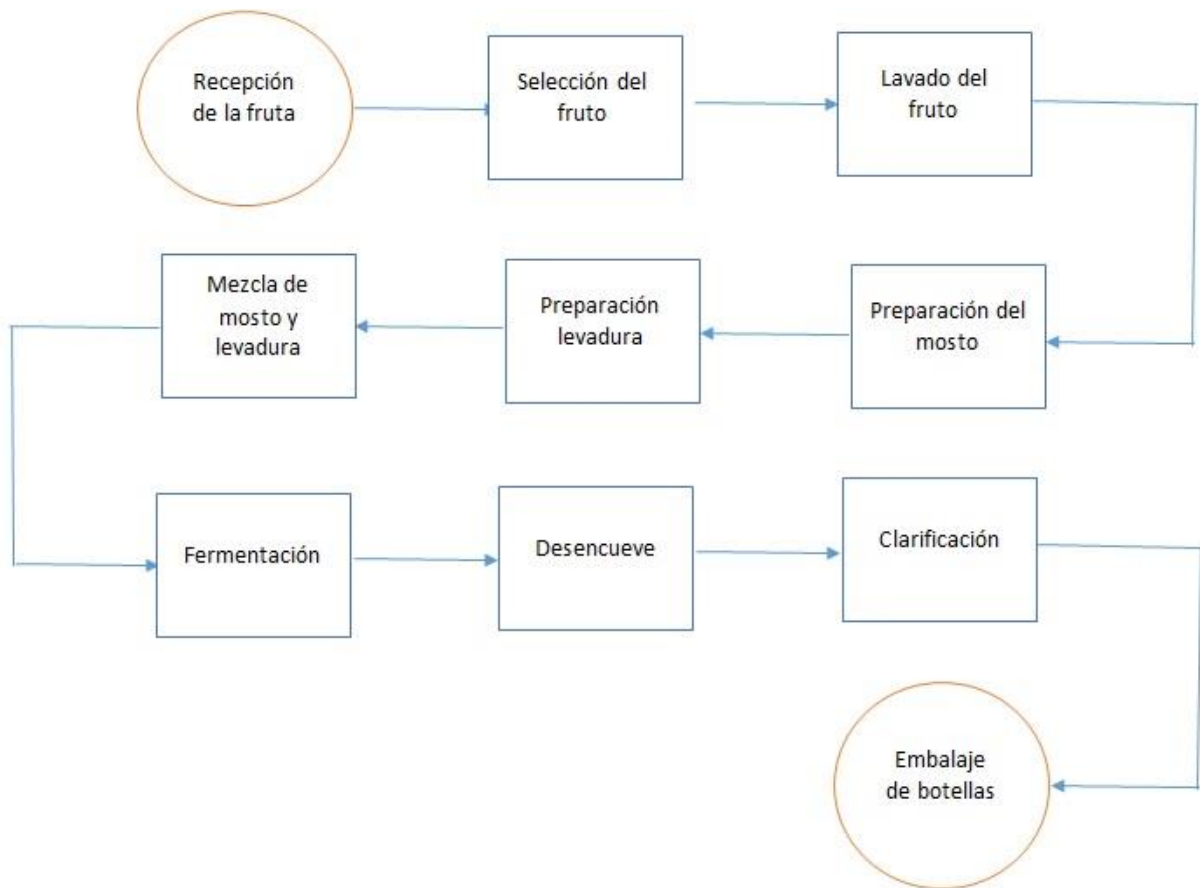 Recepción
de la fruta
Selección del
fruto
Lavado del
fruto
Preparación del
mosto
Preparación
levadura
Mezcla de
mosto y
levadura
Fermentación
Desencueve
Clarificación
Embalaje
de botellas